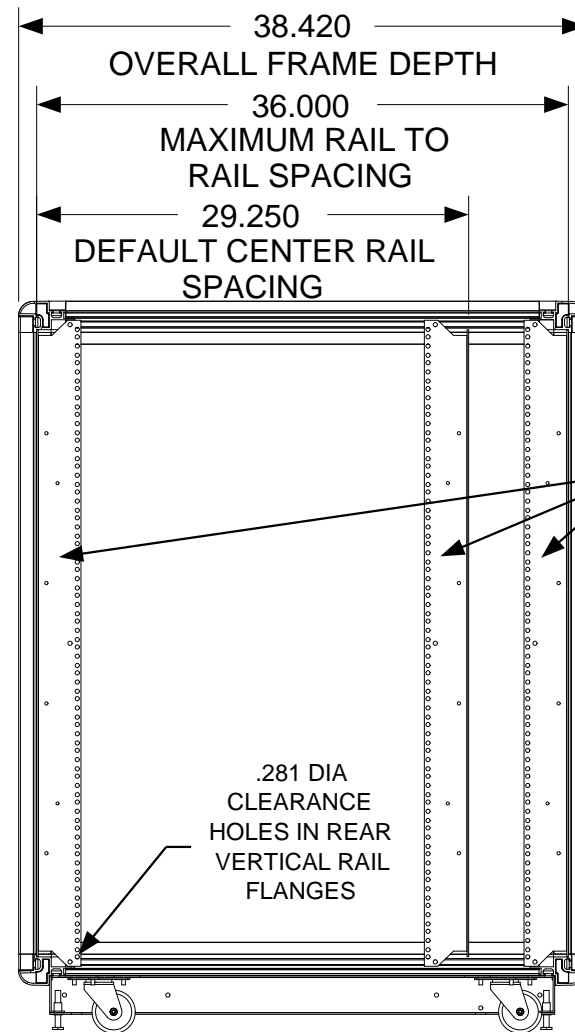 38.420
OVERALL FRAME DEPTH
36.000
MAXIMUM RAIL TO
RAIL SPACING
29.250
DEFAULT CENTER RAIL
SPACING
.281 DIA
CLEARANCE
HOLES IN REAR
VERTICAL RAIL
FLANGES